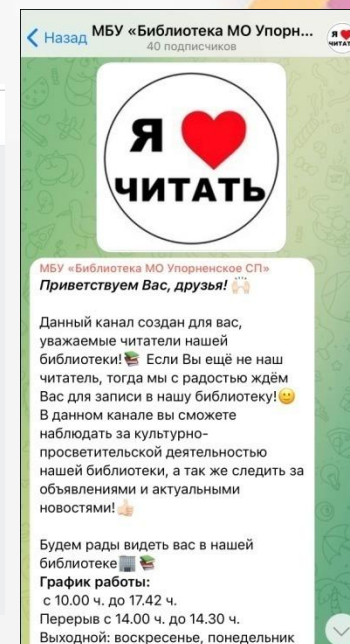 Назад
МБУ «Библиотека МО Упорн...
40 подписчиков
Я
ЧИТАТЬ
Я
ЧИТАТЬ
МБУ «Библиотека МО Упорненское СП»
Приветствуем Вас, друзья! 🙌🏻
Данный канал создан для вас,
уважаемые читатели нашей
библиотеки!📚 Если Вы ещё не наш
читатель, тогда мы с радостью ждём
Вас для записи в нашу библиотеку!🙂
В данном канале вы сможете
наблюдать за культурно-
просветительской деятельностью
нашей библиотеки, а так же следить за
объявлениями и актуальными
новостями!👍🏻
Будем рады видеть вас в нашей
библиотеке🏢📚
График работы:
с 10.00 ч. до 17.42 ч.
Перерыв с 14.00 ч. до 14.30 ч.
Выходной: воскресенье, понедельник